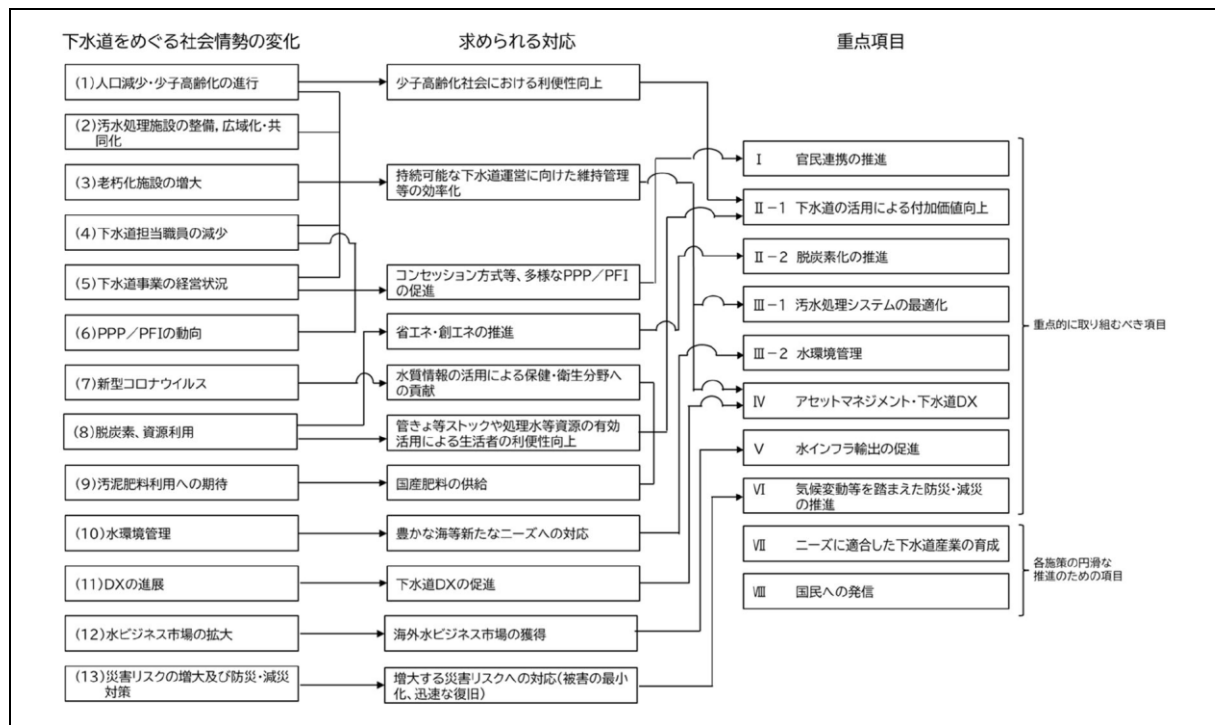 下水道をめぐる社会情勢の変化
求められる対応
重点項目
(1)人口減少・少子高齢化の進行
(2)汚水処理施設の整備，広域化・共
同化
(3)老朽化施設の増大
(4)下水道担当職員の減少
(5)下水道事業の経営状況
(6)PPP／PFIの動向
(7)新型コロナウイルス
(8)脱炭素、資源利用
(9)汚泥肥料利用への期待
(10)水環境管理
(11)DXの進展
(12)水ビジネス市場の拡大
(13)災害リスクの増大及び防災・減災
対策
少子高齢化社会における利便性向上
持続可能な下水道運営に向けた維持管理
等の効率化
コンセッション方式等、多様なPPP／PFI
の促進
省エネ・創エネの推進
水質情報の活用による保健・衛生分野へ
の貢献
管きょ等ストックや処理水等資源の有効
活用による生活者の利便性向上
国産肥料の供給
豊かな海等新たなニーズへの対応
下水道DXの促進
海外水ビジネス市場の獲得
増大する災害リスクへの対応(被害の最小
化、迅速な復旧)
Ⅰ 官民連携の推進
Ⅱ－1 下水道の活用による付加価値向上
Ⅱ－2 脱炭素化の推進
Ⅲ－1 汚水処理システムの最適化
Ⅲ－2 水環境管理
Ⅳ アセットマネジメント・下水道DX
Ⅴ 水インフラ輸出の促進
Ⅵ 気候変動等を踏まえた防災・減災
の推進
Ⅶ ニーズに適合した下水道産業の育成
Ⅷ 国民への発信
重点的に取り組むべき項目
各施策の円滑な
推進のための項目